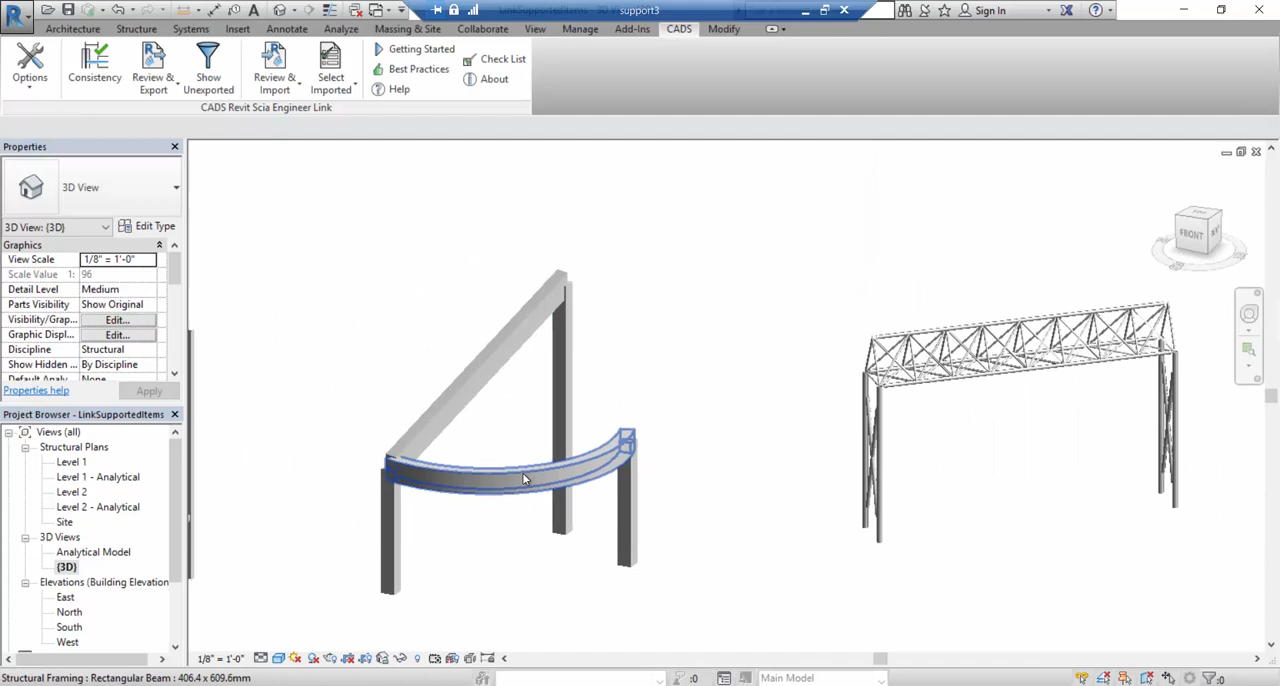 LinkSupportedItems - 3D V
support3
Sign In
Architecture Structure Systems Insert Annotate Analyze Massing & Site Collaborate View Manage Add-Ins CADS Modify
Options
Consistency
Review & Export
Show Unexported
Review & Import
Select Imported
Getting Started
Best Practices
Help
Check List
About
CADS Revit Scia Engineer Link
Properties
3D View
3D View: {3D}
Edit Type
Graphics
View Scale 1/8" = 1'-0"
Scale Value 1: 96
Detail Level Medium
Parts Visibility Show Original
Visibility/Grap... Edit...
Graphic Displ... Edit...
Discipline Structural
Show Hidden ... By Discipline
Default Analy... None
Properties help
Apply
Project Browser - LinkSupportedItems
Views (all)
Structural Plans
Level 1
Level 1 - Analytical
Level 2
Level 2 - Analytical
Site
3D Views
Analytical Model
{3D}
Elevations (Building Elevation
East
North
South
West
FRONT
1/8" = 1'-0"
Structural Framing : Rectangular Beam : 406.4 x 609.6mm
:0
Main Model
:0